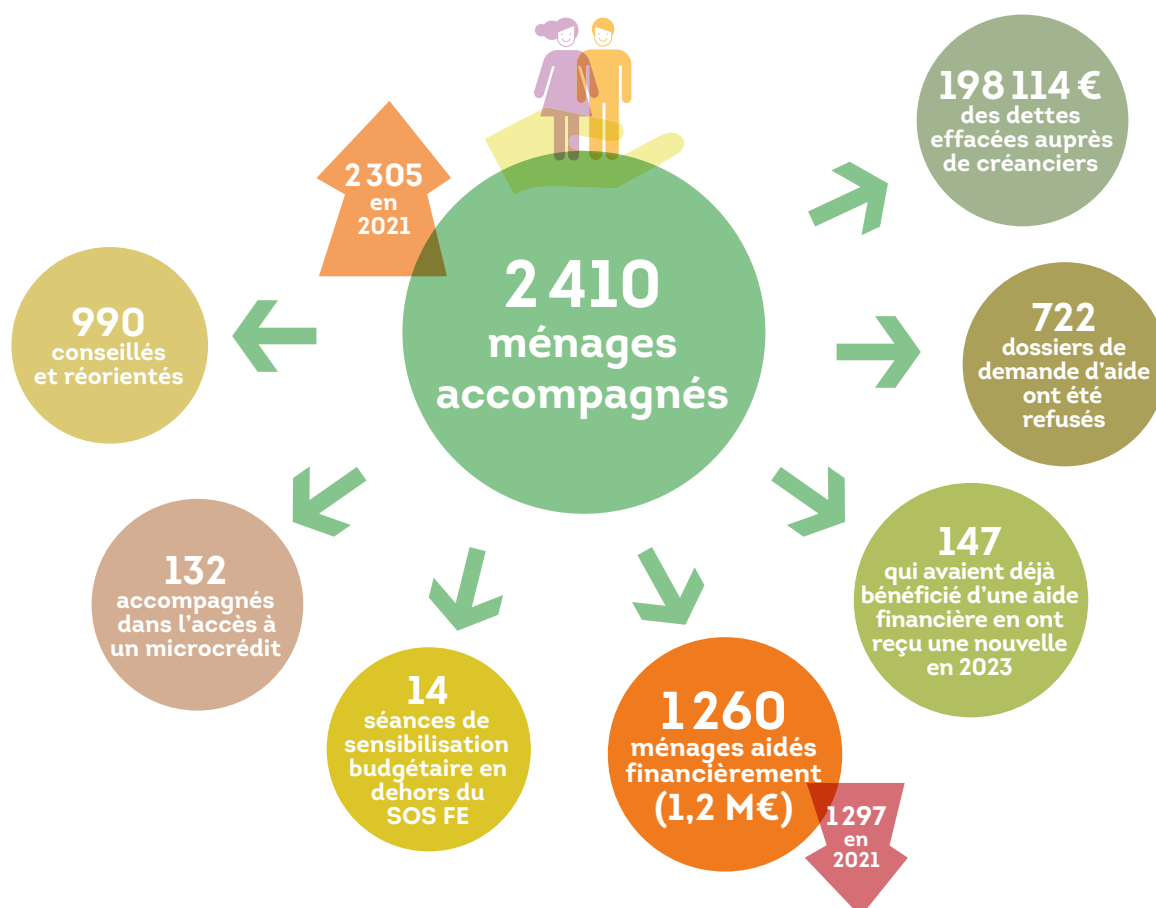 198 114 €
des dettes
effacées auprès
de créanciers
2 305
en
2021
2 410
ménages
accompagnés
990
conseillés
et réorientés
722
dossiers de
demande d'aide
ont été
refusés
132
accompagnés
dans l'accès à
un microcrédit
147
qui avaient déjà
bénéficié d'une aide
financière en ont
reçu une nouvelle
en 2023
14
séances de
sensibilisation
budgétaire en
dehors du
SOS FE
1 260
ménages aidés
financièrement
(1,2 M€)
1 297
en
2021